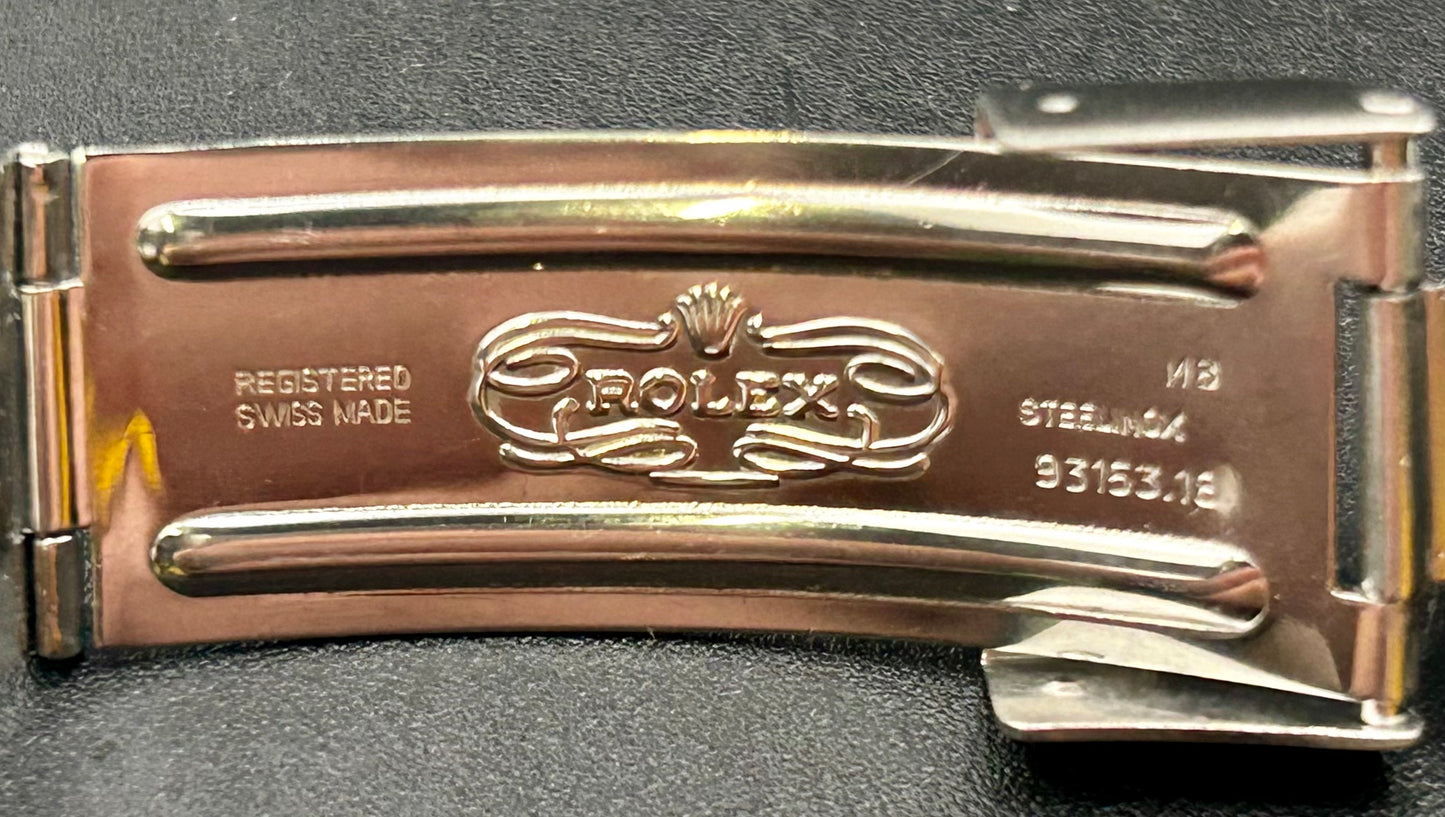 REGISTERED
SWISS MADE
ROLEX
STEELINOX
93153.18